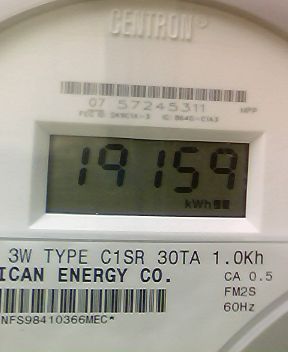 CENTRON®
07 57245311 MPP
19159
kWh
3W TYPE C1SR 30TA 1.0Kh
ICAN ENERGY CO.
CA 0.5
FM2S
60Hz
NFS98410366MEC*